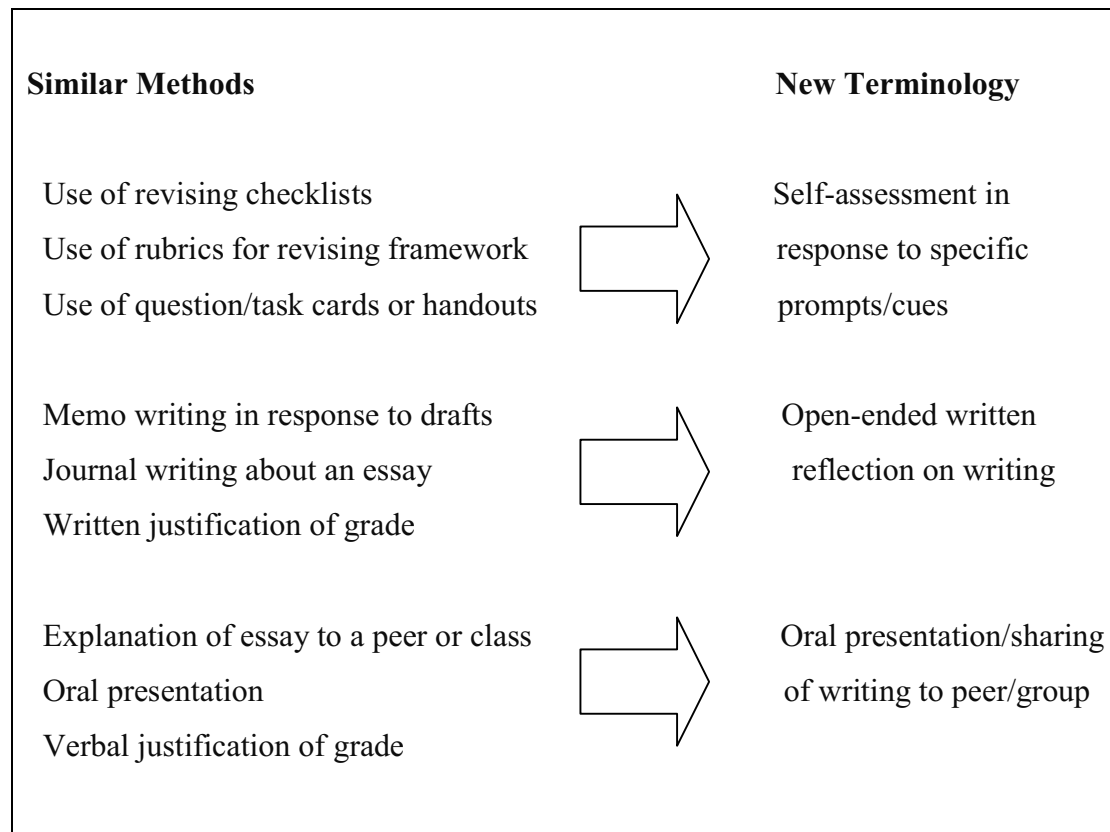 Similar Methods
New Terminology
Use of revising checklists
Use of rubrics for revising framework
Use of question/task cards or handouts
Self-assessment in
response to specific
prompts/cues
Memo writing in response to drafts
Journal writing about an essay
Written justification of grade
Open-ended written
reflection on writing
Explanation of essay to a peer or class
Oral presentation
Verbal justification of grade
Oral presentation/sharing
of writing to peer/group